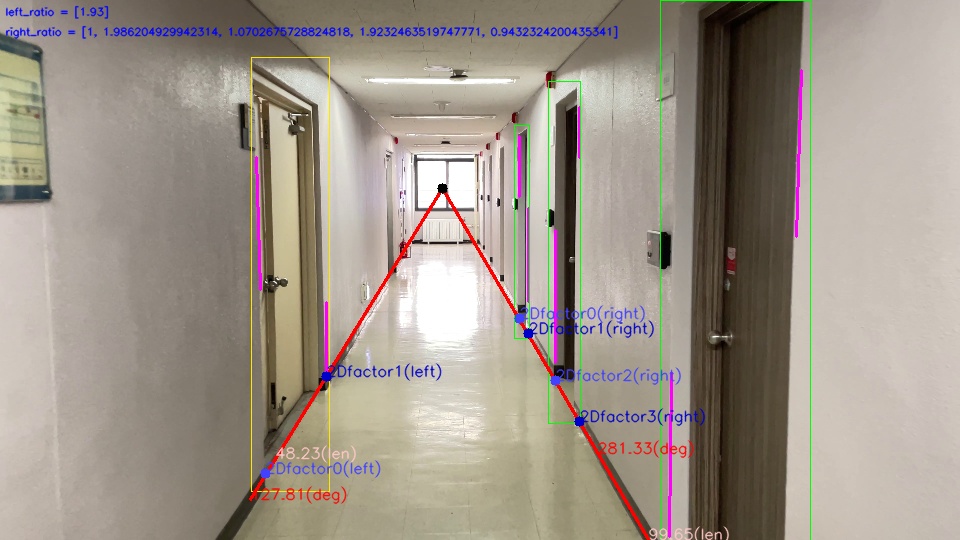 left_ratio = [1.93]
right_ratio = [1, 1.986204929942314, 1.0702675728824818, 1.9232463519747771, 0.9432324200435341]
2Dfactor0(right)
2Dfactor1(right)
2Dfactor1(left)
2Dfactor2(right)
2Dfactor3(right)
281.33(deg)
48.23(len)
2Dfactor0(left)
27.81(deg)
99.65(len)